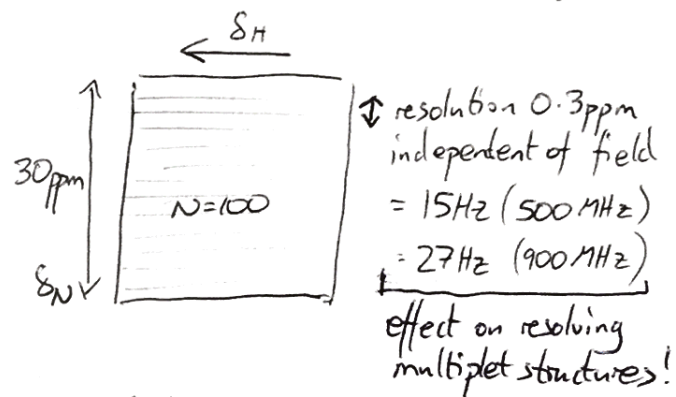 δH
30ppm
N=100
δN
resolution 0.3ppm
independent of field
= 15Hz (500MHz)
= 27Hz (900MHz)
effect on resolving
multiplet structures!